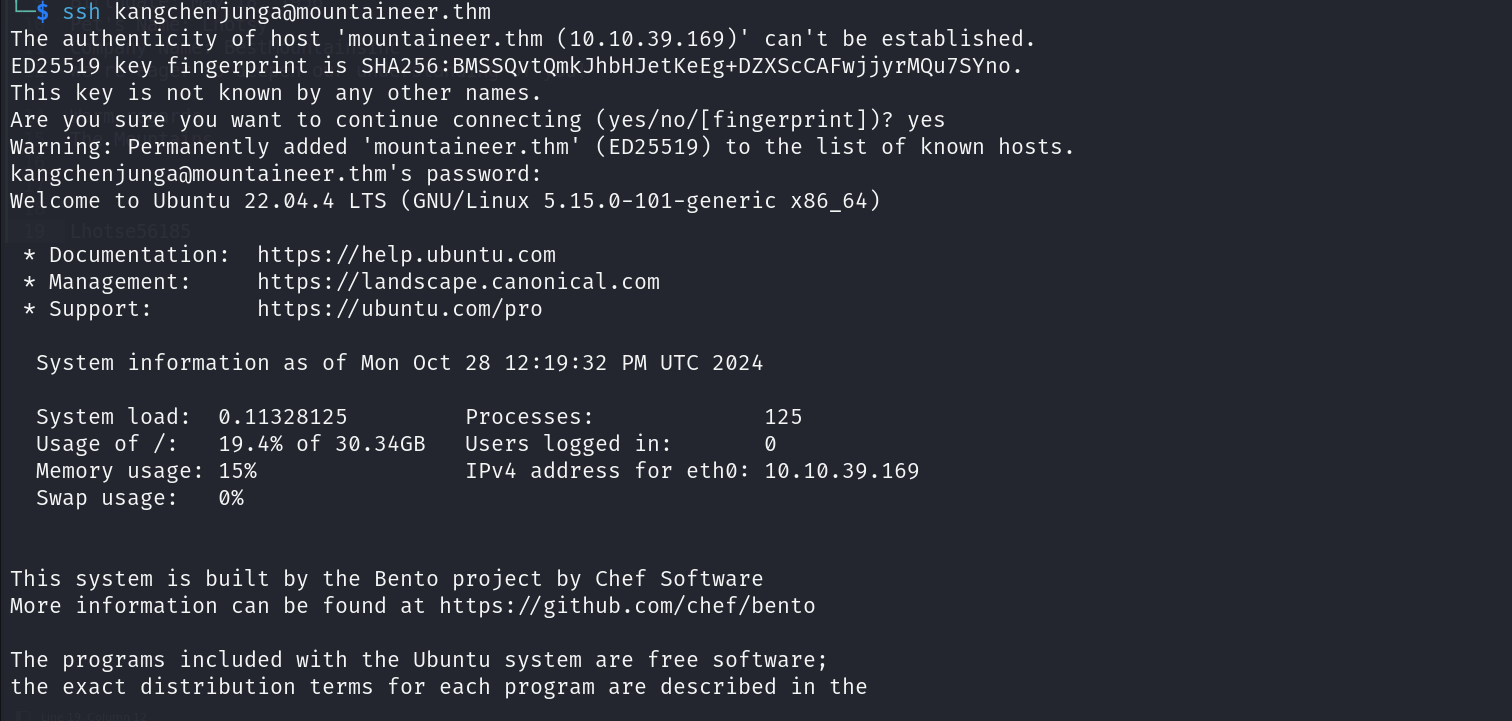 └─$ ssh kangchenjunga@mountaineer.thm
The authenticity of host 'mountaineer.thm (10.10.39.169)' can't be established.
ED25519 key fingerprint is SHA256:BMSSQvtQmkJhbHJetKeEg+DZXScCAFwjjyrMQu7SYno.
This key is not known by any other names.
Are you sure you want to continue connecting (yes/no/[fingerprint])? yes
Warning: Permanently added 'mountaineer.thm' (ED25519) to the list of known hosts.
kangchenjunga@mountaineer.thm's password:
Welcome to Ubuntu 22.04.4 LTS (GNU/Linux 5.15.0-101-generic x86_64)
19 Lhotse56185
* Documentation: https://help.ubuntu.com
* Management: https://landscape.canonical.com
* Support: https://ubuntu.com/pro
System information as of Mon Oct 28 12:19:32 PM UTC 2024
System load: 0.11328125 Processes: 125
Usage of /: 19.4% of 30.34GB Users logged in: 0
Memory usage: 15% IPv4 address for eth0: 10.10.39.169
Swap usage: 0%
This system is built by the Bento project by Chef Software
More information can be found at https://github.com/chef/bento
The programs included with the Ubuntu system are free software;
the exact distribution terms for each program are described in the